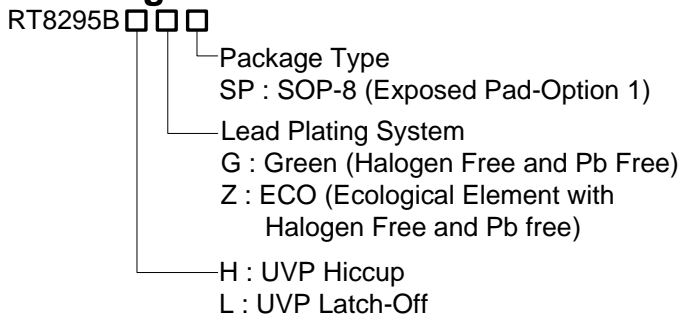 RT8295B
Package Type
SP : SOP-8 (Exposed Pad-Option 1)
Lead Plating System
G : Green (Halogen Free and Pb Free)
Z : ECO (Ecological Element with
Halogen Free and Pb free)
H : UVP Hiccup
L : UVP Latch-Off